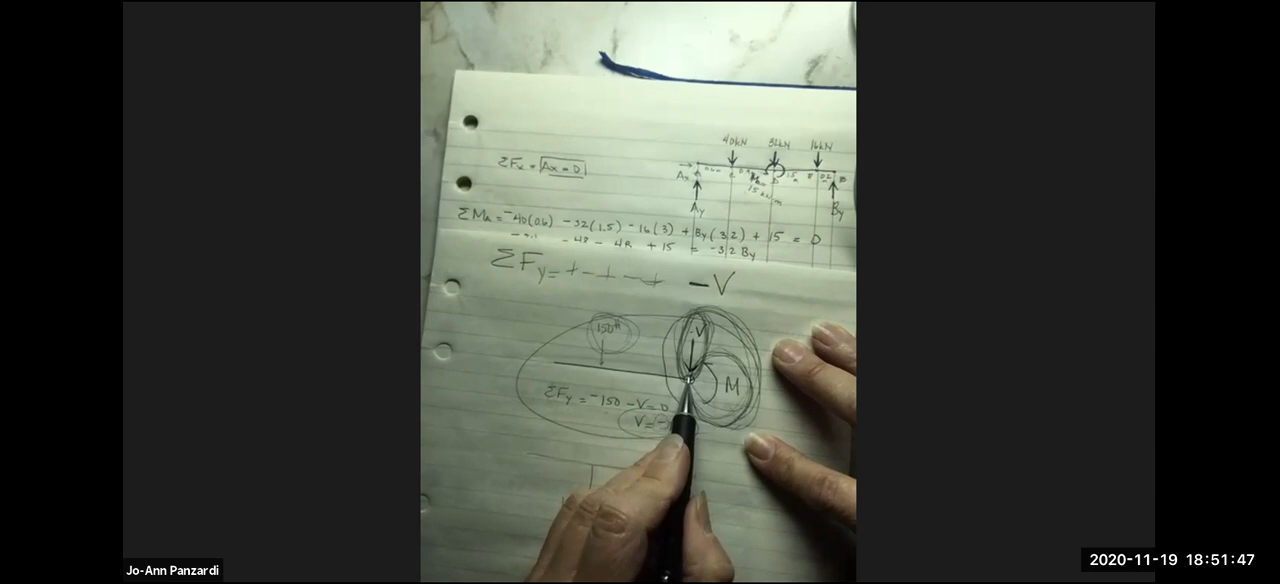 40kN 32kN 16kN
ΣFx = Ax = 0
Ax
15 kN m
B
Ay
By
ΣMA = -40(0.6) -32(1.5) -16(3) + By(3.2) + 15 = 0
-48 - 48 + 15 = -3.2 By
ΣFy = + - + - + -V
150#
V
M
ΣFy = -150 - V = 0
V = -
Jo-Ann Panzardi
2020-11-19 18:51:47